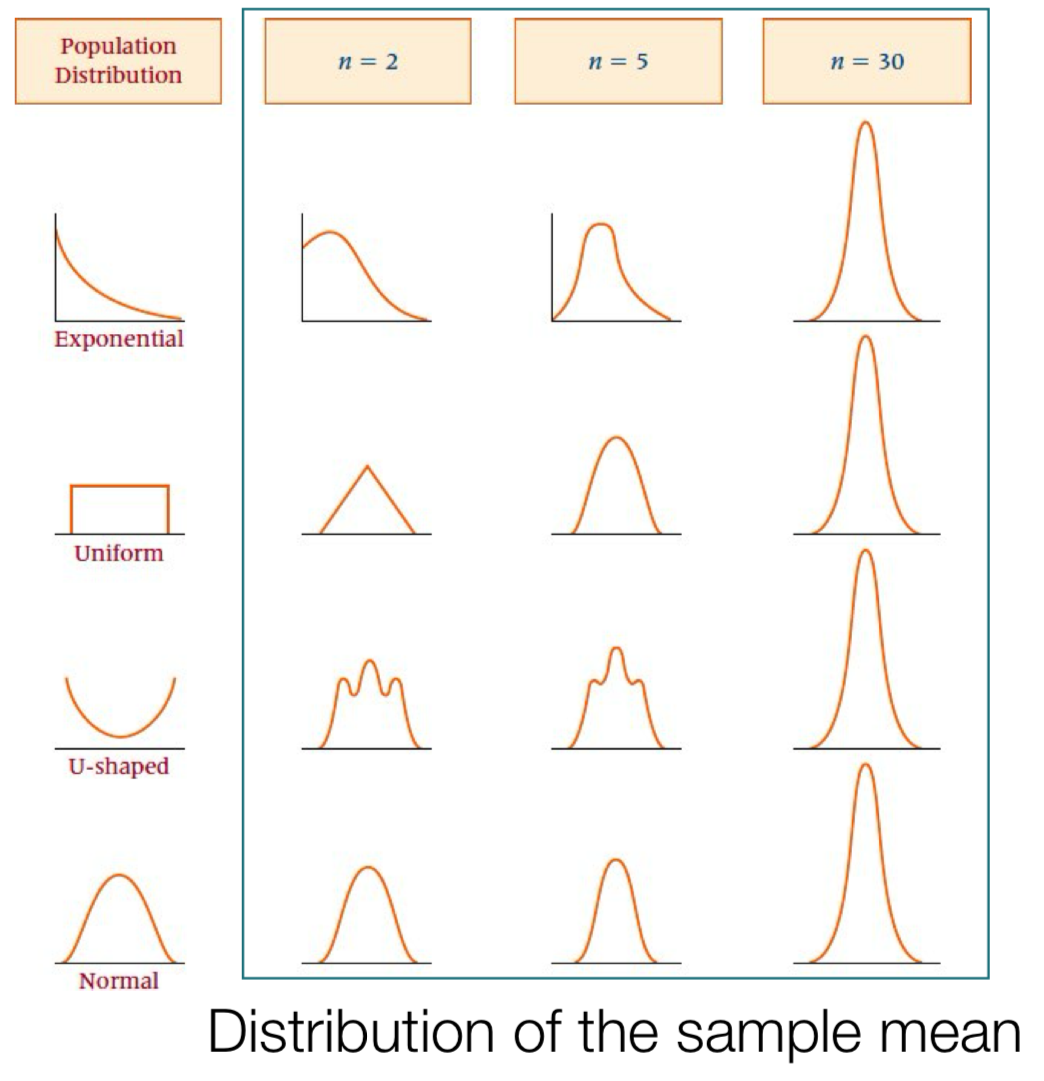 Population
Distribution
n = 2
n = 5
n = 30
Exponential
Uniform
U-shaped
Normal
Distribution of the sample mean